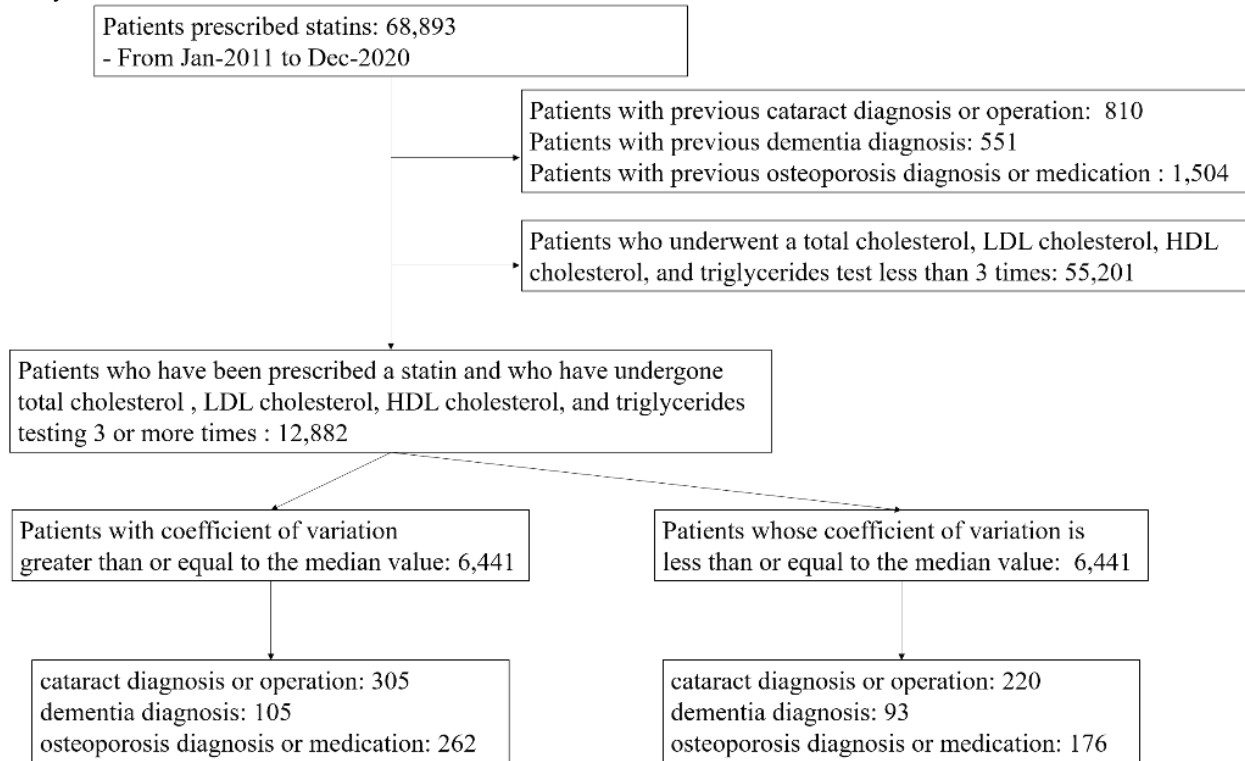 Patients prescribed statins: 68,893
- From Jan-2011 to Dec-2020
Patients with previous cataract diagnosis or operation:  810
Patients with previous dementia diagnosis: 551
Patients with previous osteoporosis diagnosis or medication : 1,504
Patients who underwent a total cholesterol, LDL cholesterol, HDL
cholesterol, and triglycerides test less than 3 times: 55,201
Patients who have been prescribed a statin and who have undergone
total cholesterol , LDL cholesterol, HDL cholesterol, and triglycerides
testing 3 or more times : 12,882
Patients with coefficient of variation
greater than or equal to the median value: 6,441
Patients whose coefficient of variation is
less than or equal to the median value:  6,441
cataract diagnosis or operation: 305
dementia diagnosis: 105
osteoporosis diagnosis or medication: 262
cataract diagnosis or operation: 220
dementia diagnosis: 93
osteoporosis diagnosis or medication: 176